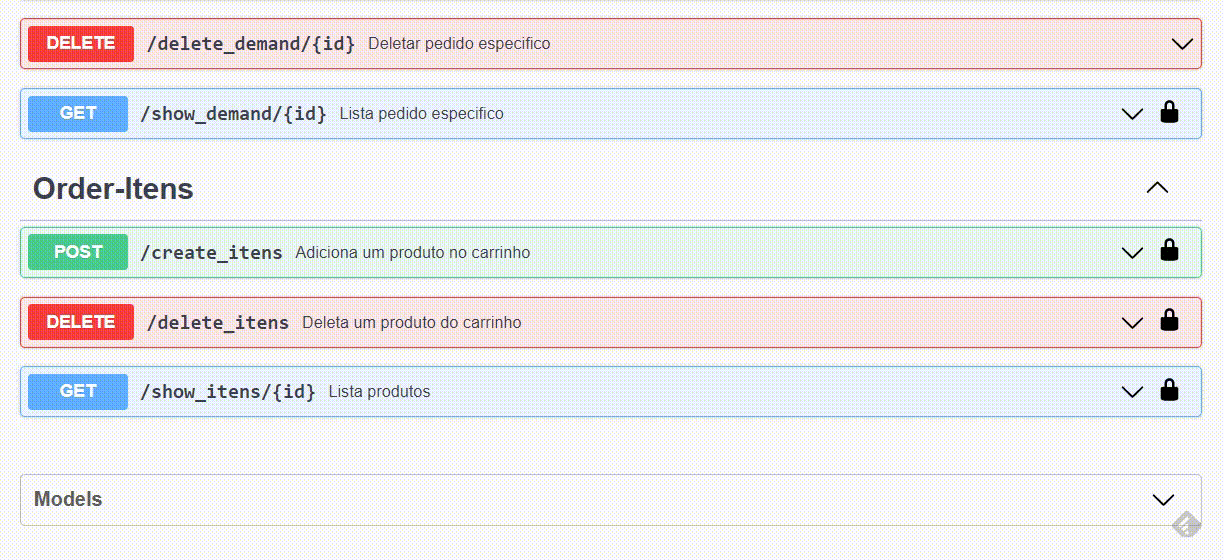 DELETE /delete_demand/{id} Deletar pedido especifico
GET /show_demand/{id} Lista pedido especifico
Order-Itens
POST /create_itens Adiciona um produto no carrinho
DELETE /delete_itens Deleta um produto do carrinho
GET /show_itens/{id} Lista produtos
Models